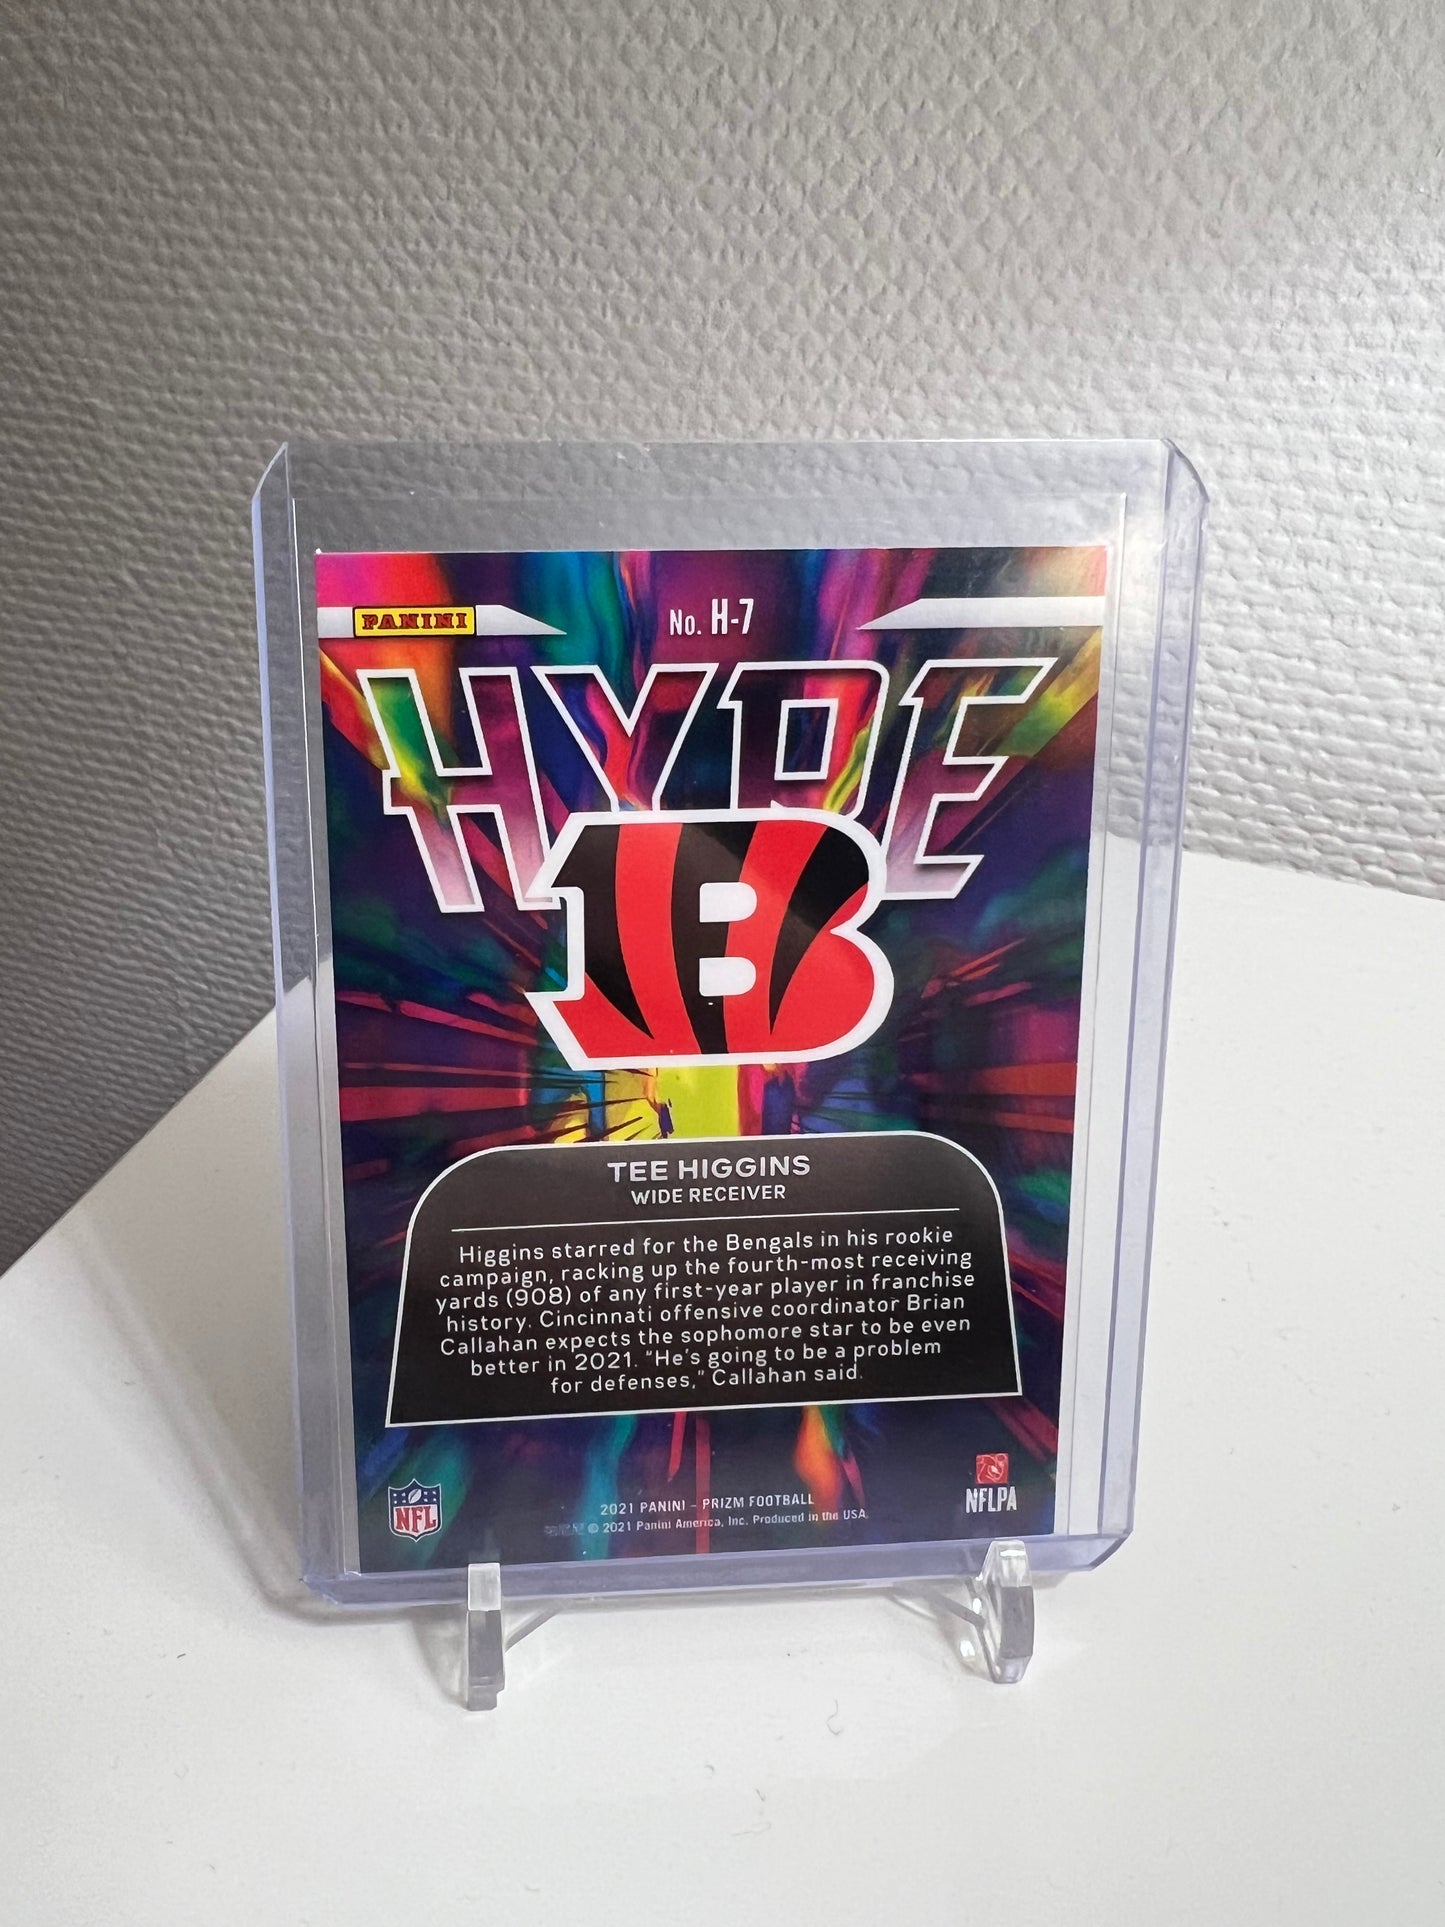 PANINI
No. H-7
HYPE
B
TEE HIGGINS
WIDE RECEIVER
Higgins starred for the Bengals in his rookie
campaign, racking up the fourth-most receiving
yards (908) of any first-year player in franchise
history. Cincinnati offensive coordinator Brian
Callahan expects the sophomore star to be even
better in 2021. "He's going to be a problem
for defenses," Callahan said.
NFL
2021 PANINI - PRIZM FOOTBALL
© 2021 Panini America, Inc. Produced in the USA.
NFLPA